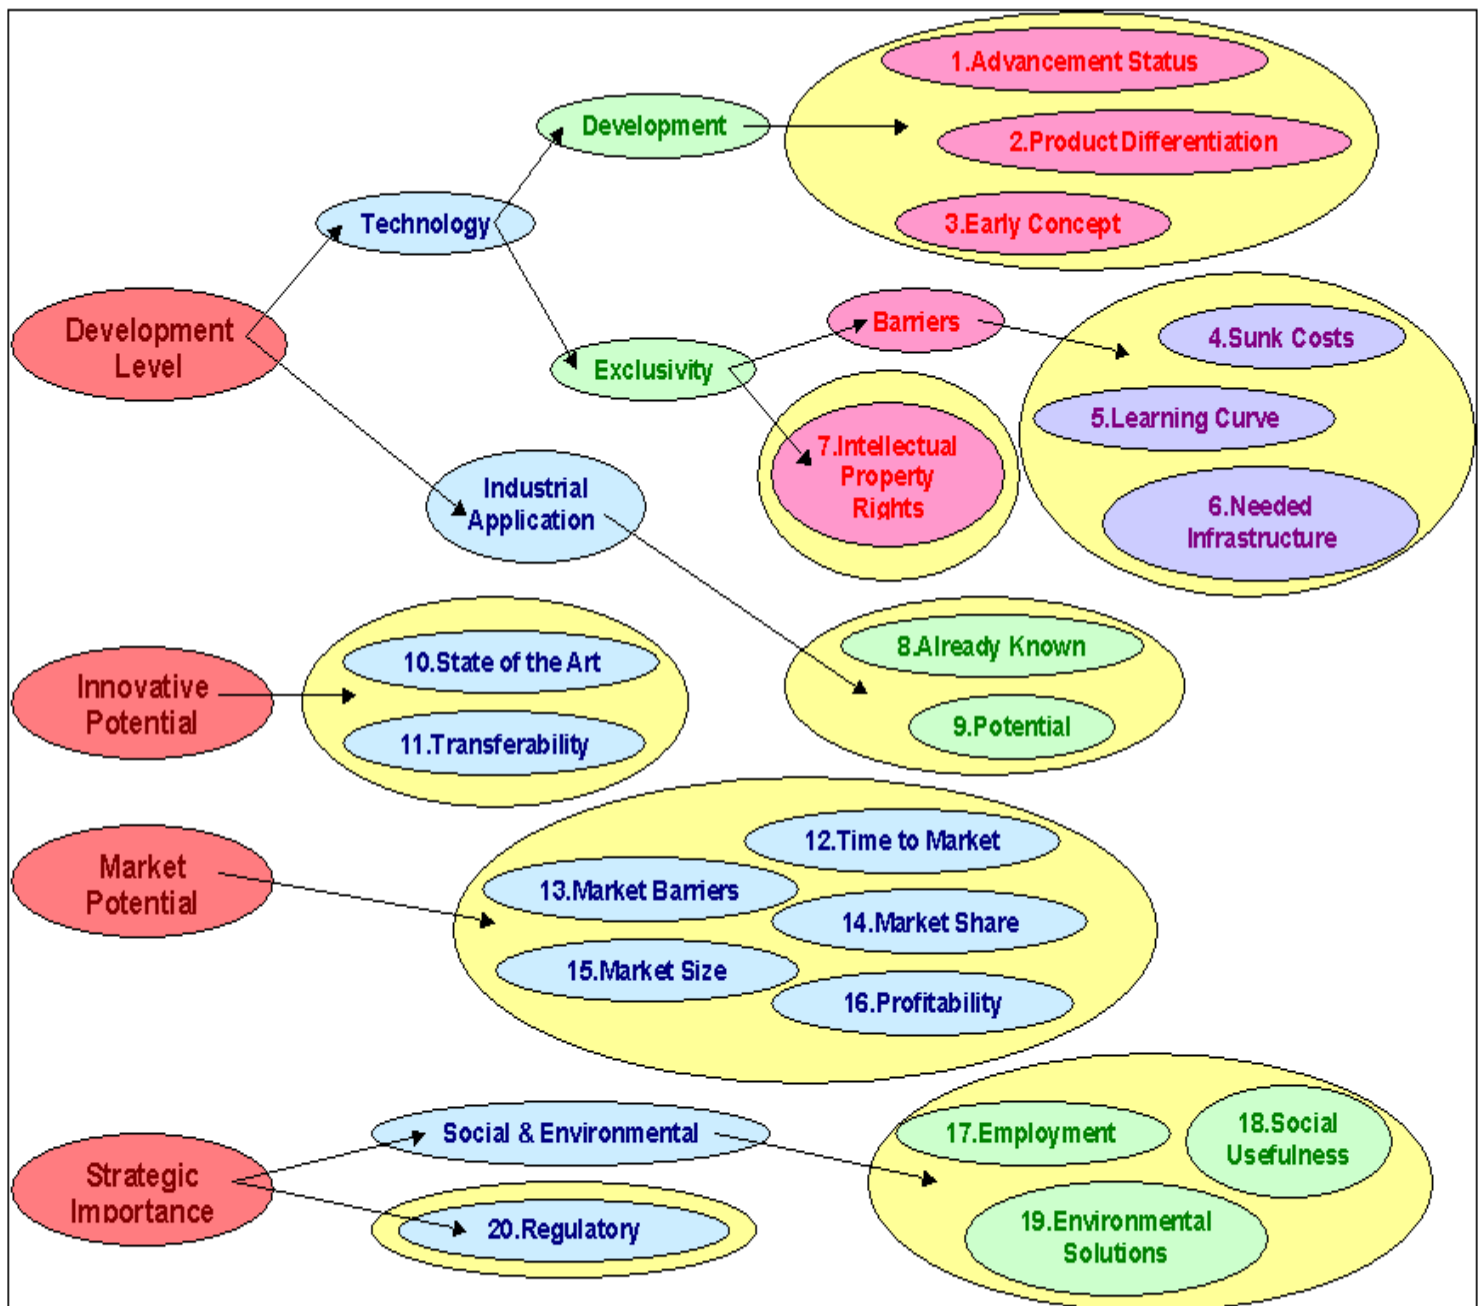 1.Advancement Status
Development
2.Product Differentiation
Technology
3.Early Concept
Development
Level
Barriers
4.Sunk Costs
Exclusivity
5.Learning Curve
7.Intellectual
Property
Rights
Industrial
Application
6.Needed
Infrastructure
8.Already Known
9.Potential
Innovative
Potential
10.State of the Art
11.Transferability
Market
Potential
12.Time to Market
13.Market Barriers
14.Market Share
15.Market Size
16.Profitability
Strategic
Importance
Social & Environmental
17.Employment
18.Social
Usefulness
19.Environmental
Solutions
20.Regulatory